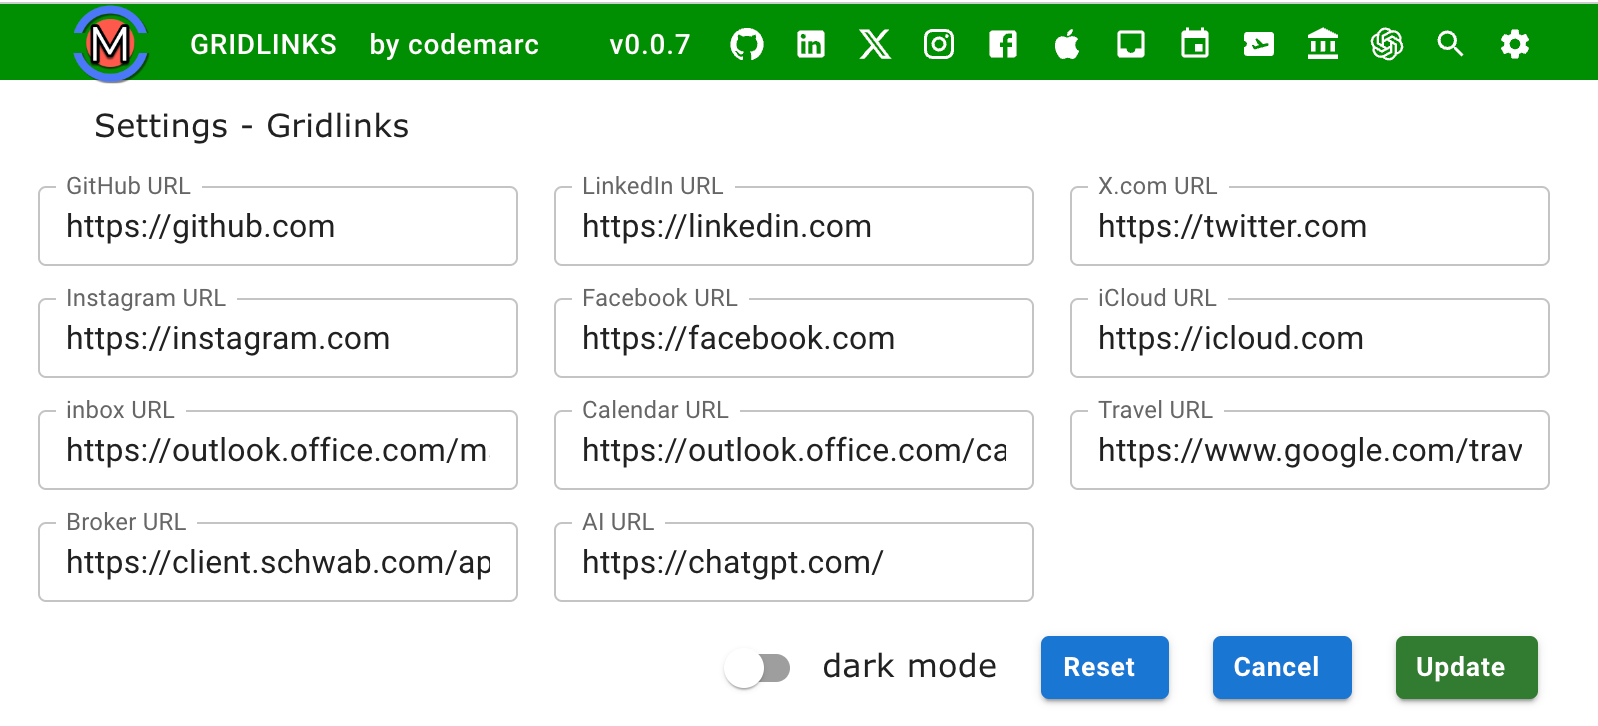 M GRIDLINKS by codemarc v0.0.7
Settings - Gridlinks
GitHub URL LinkedIn URL X.com URL
https://github.com https://linkedin.com https://twitter.com
Instagram URL Facebook URL iCloud URL
https://instagram.com https://facebook.com https://icloud.com
inbox URL Calendar URL Travel URL
https://outlook.office.com/m https://outlook.office.com/ca https://www.google.com/trav
Broker URL AI URL
https://client.schwab.com/ap https://chatgpt.com/
dark mode Reset Cancel Update